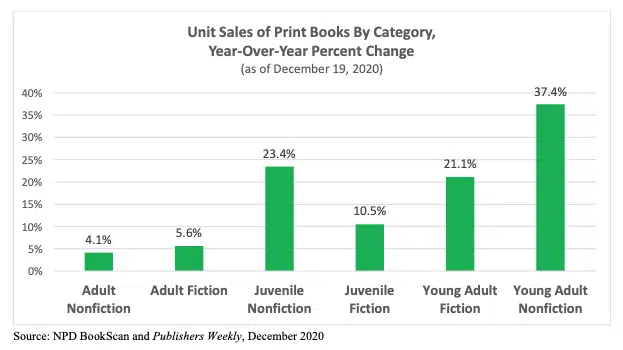 Unit Sales of Print Books By Category,
Year-Over-Year Percent Change
(as of December 19, 2020)
40%
35%
30%
25%
20%
15%
10%
5%
0%
4.1%
5.6%
23.4%
10.5%
21.1%
37.4%
Adult
Nonfiction
Adult Fiction
Juvenile
Nonfiction
Juvenile
Fiction
Young Adult
Fiction
Young Adult
Nonfiction
Source: NPD BookScan and Publishers Weekly, December 2020